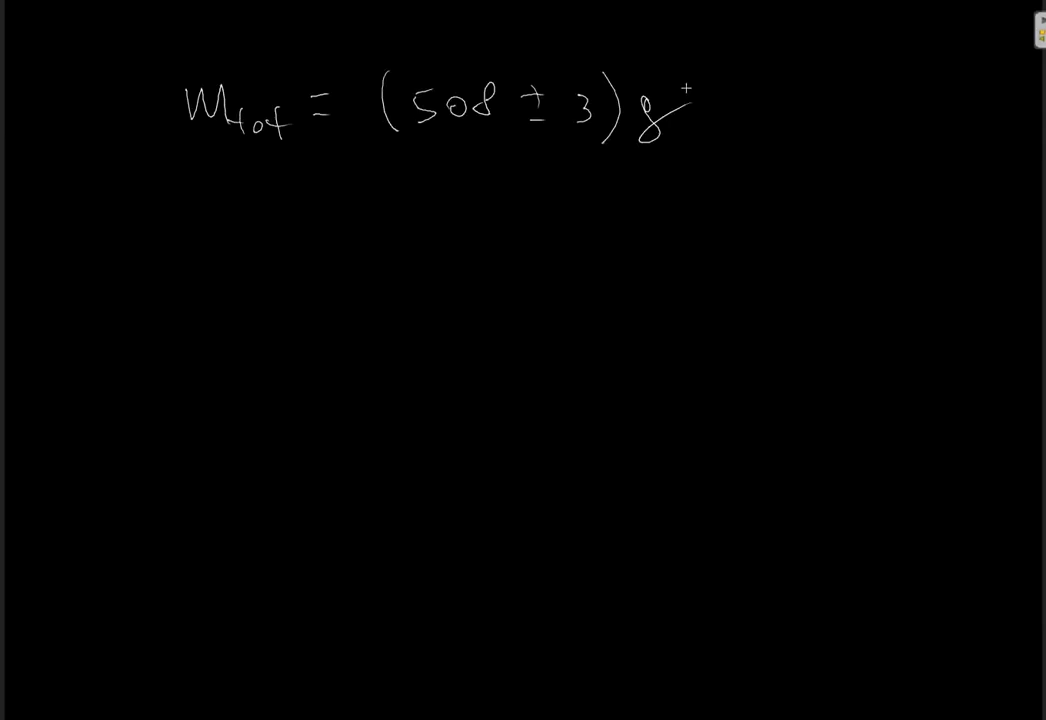 m_tot = (508 ± 3) g